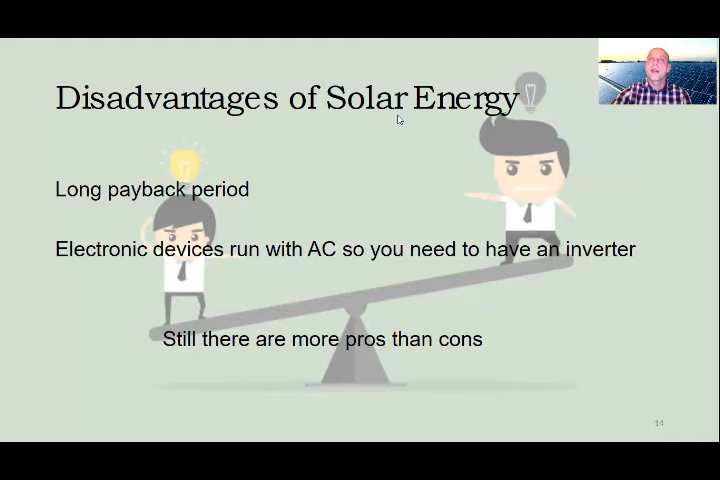 Disadvantages of Solar Energy
Long payback period
Electronic devices run with AC so you need to have an inverter
Still there are more pros than cons
14